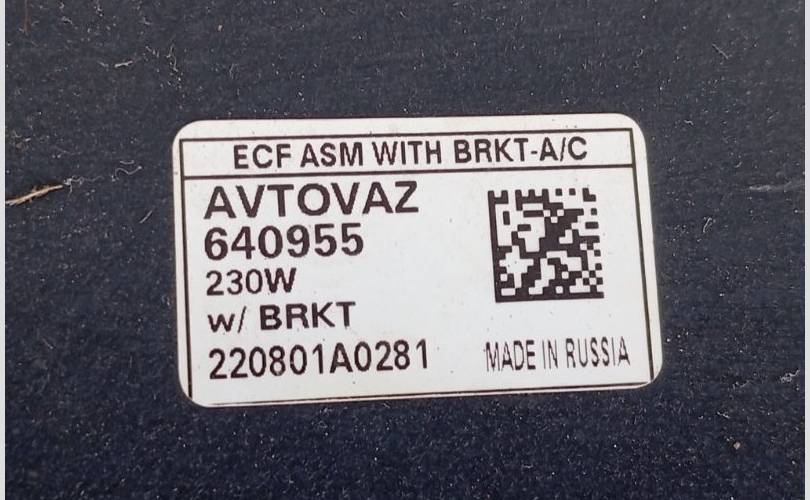 ECF ASM WITH BRKT-A/C
AVTOVAZ
640955
230W
w/ BRKT
220801A0281
MADE IN RUSSIA